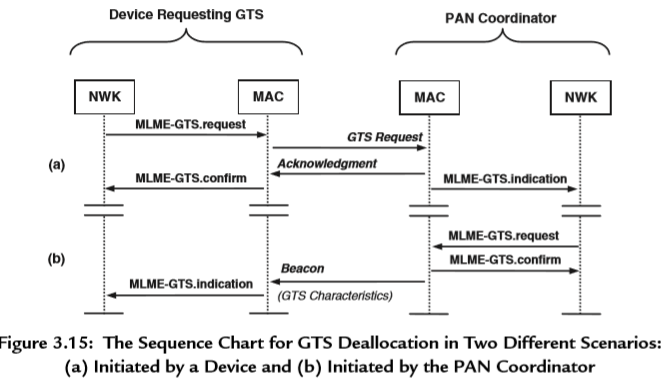 Device Requesting GTS
PAN Coordinator
NWK
MAC
MAC
NWK
MLME-GTS.request
GTS Request
(a)
Acknowledgment
MLME-GTS.confirm
MLME-GTS.indication
MLME-GTS.request
(b)
MLME-GTS.confirm
Beacon
MLME-GTS.indication
(GTS Characteristics)
Figure 3.15: The Sequence Chart for GTS Deallocation in Two Different Scenarios:
(a) Initiated by a Device and (b) Initiated by the PAN Coordinator